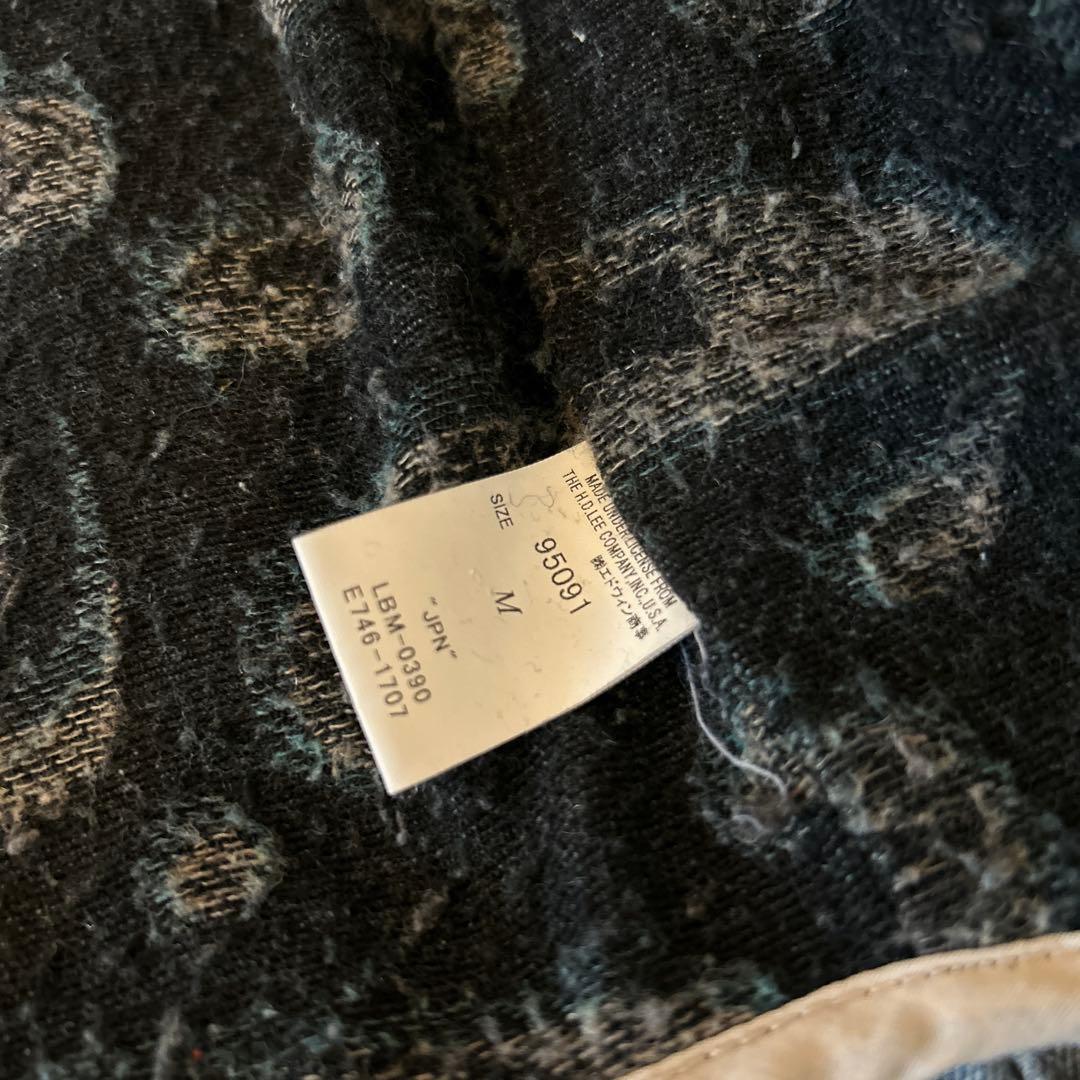 MADE UNDER LICENSE FROM
THE H.D.LEE COMPANY,INC.,U.S.A.
㈱エドウィン商事
95091
SIZE M
"JPN"
LBM-0390
E746-1707